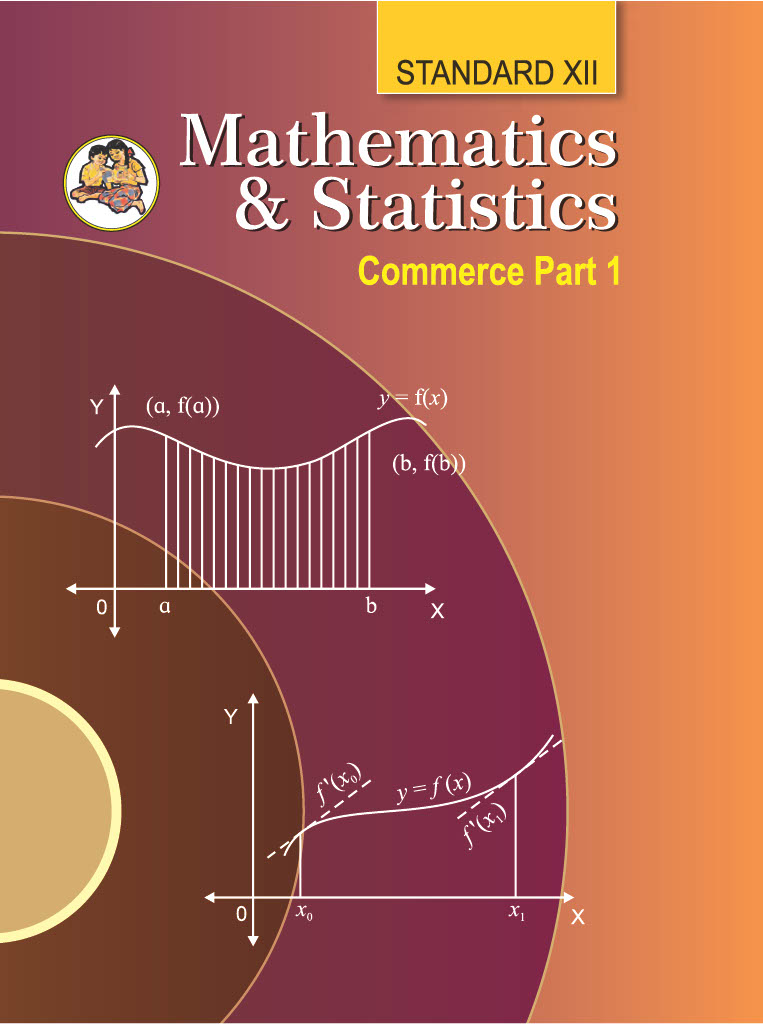 STANDARD XII
Mathematics
& Statistics
Commerce Part 1
Y
(a, f(a))
y = f(x)
(b, f(b))
0
a
b
X
Y
f'(x₀)
y = f (x)
f'(x₁)
0
x₀
x₁
X